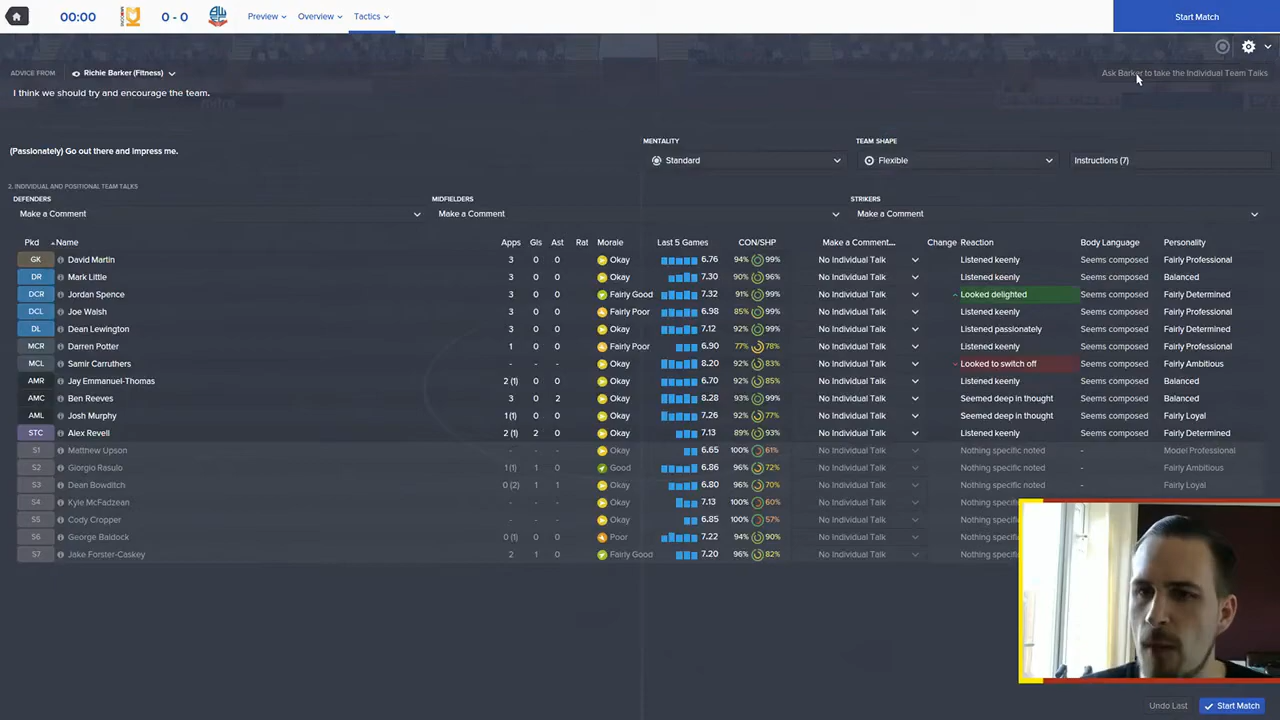 00:00 0 - 0 Preview Overview Tactics Start Match
ADVICE FROM Richie Barker (Fitness) Ask Barker to take the Individual Team Talks
I think we should try and encourage the team.
MENTALITY TEAM SHAPE
(Passionately) Go out there and impress me. Standard Flexible Instructions (7)
2. INDIVIDUAL AND POSITIONAL TEAM TALKS
DEFENDERS MIDFIELDERS STRIKERS
Make a Comment Make a Comment Make a Comment
Pkd Name Apps Gls Ast Rat Morale Last 5 Games CON/SHP Make a Comment... Change Reaction Body Language Personality
GK David Martin 3 0 0 Okay 6.76 94% 99% No Individual Talk Listened keenly Seems composed Fairly Professional
DR Mark Little 3 0 0 Okay 7.30 90% 96% No Individual Talk Listened keenly Seems composed Balanced
DCR Jordan Spence 3 0 0 Fairly Good 7.32 91% 99% No Individual Talk Looked delighted Seems composed Fairly Determined
DCL Joe Walsh 3 0 0 Fairly Poor 6.98 85% 99% No Individual Talk Listened keenly Seems composed Fairly Professional
DL Dean Lewington 3 0 0 Okay 7.12 92% 99% No Individual Talk Listened passionately Seems composed Fairly Determined
MCR Darren Potter 1 0 0 Fairly Poor 6.90 77% 78% No Individual Talk Listened keenly Seems composed Fairly Professional
MCL Samir Carruthers - - - Okay 8.20 92% 83% No Individual Talk Looked to switch off Seems composed Fairly Ambitious
AMR Jay Emmanuel-Thomas 2 (1) 0 0 Okay 6.70 92% 85% No Individual Talk Listened keenly Seems composed Balanced
AMC Ben Reeves 3 0 2 Okay 8.28 93% 99% No Individual Talk Seemed deep in thought Seems composed Balanced
AML Josh Murphy 1 (1) 0 0 Okay 7.26 92% 77% No Individual Talk Seemed deep in thought Seems composed Fairly Loyal
STC Alex Revell 2 (1) 2 0 Okay 7.13 89% 93% No Individual Talk Listened keenly Seems composed Fairly Determined
S1 Matthew Upson - - - Okay 6.65 100% 61% No Individual Talk Nothing specific noted - Model Professional
S2 Giorgio Rasulo 1 (1) 1 0 Good 6.86 96% 72% No Individual Talk Nothing specific noted - Fairly Ambitious
S3 Dean Bowditch 0 (2) 1 1 Okay 6.80 96% 70% No Individual Talk Nothing specific noted - Fairly Loyal
S4 Kyle McFadzean - - - Okay 7.13 100% 60% No Individual Talk Nothing specific
S5 Cody Cropper - - - Okay 6.85 100% 57% No Individual Talk Nothing specific
S6 George Baldock 0 (1) 0 0 Poor 7.22 94% 90% No Individual Talk Nothing specific
S7 Jake Forster-Caskey 2 1 0 Fairly Good 7.20 96% 82% No Individual Talk Nothing specific
Undo Last Start Match